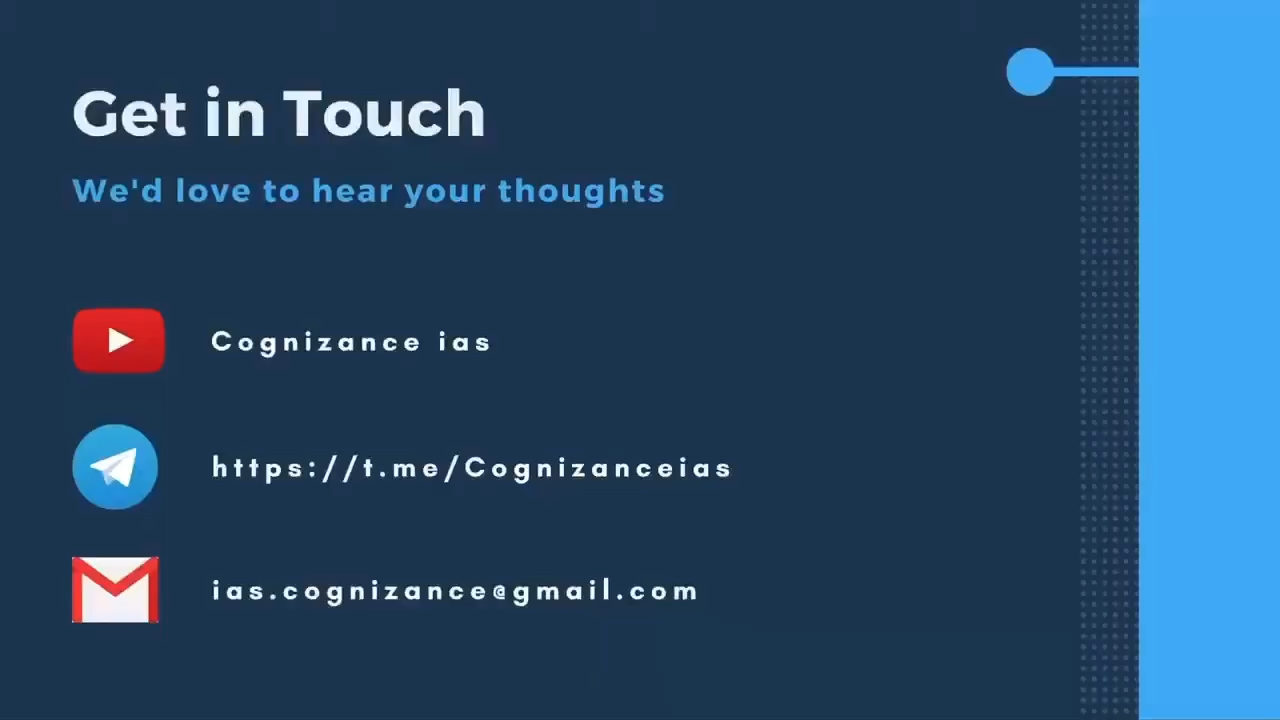 Get in Touch
We'd love to hear your thoughts
Cognizance ias
https://t.me/Cognizanceias
ias.cognizance@gmail.com